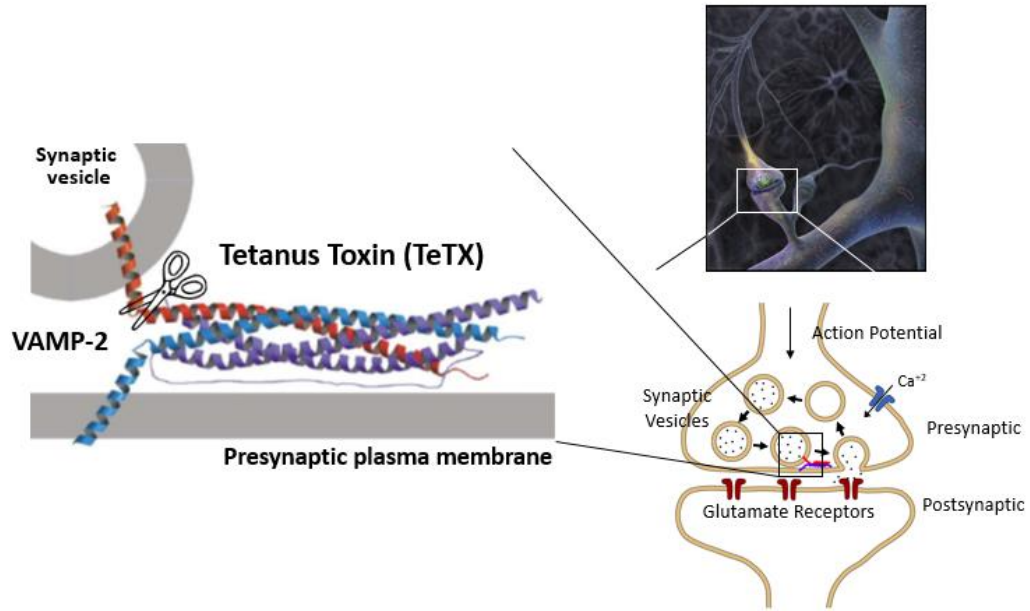 Synaptic
vesicle
Tetanus Toxin (TeTX)
VAMP-2
Presynaptic plasma membrane
Action Potential
Ca⁺²
Synaptic
Vesicles
Presynaptic
Glutamate Receptors
Postsynaptic